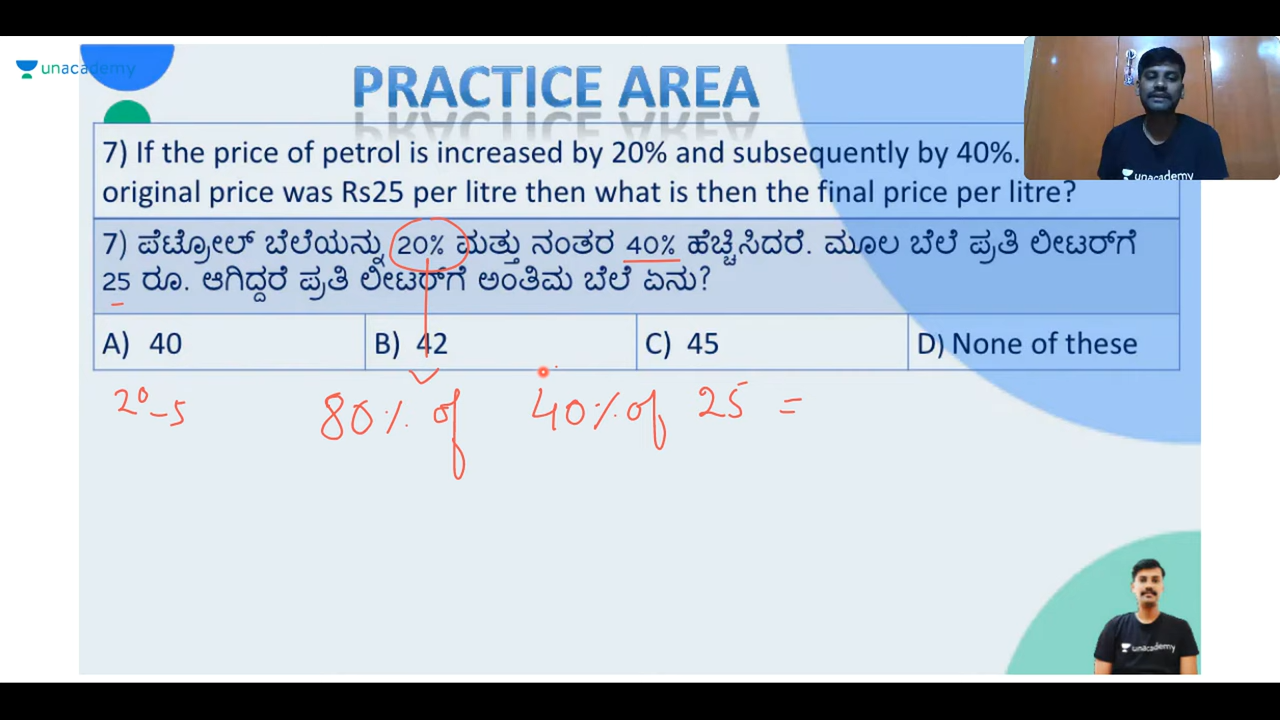 unacademy
PRACTICE AREA
7) If the price of petrol is increased by 20% and subsequently by 40%.
original price was Rs25 per litre then what is then the final price per litre?
7) ಪೆಟ್ರೋಲ್ ಬೆಲೆಯನ್ನು 20% ಮತ್ತು ನಂತರ 40% ಹೆಚ್ಚಿಸಿದರೆ. ಮೂಲ ಬೆಲೆ ಪ್ರತಿ ಲೀಟರ್‌ಗೆ
25 ರೂ. ಆಗಿದ್ದರೆ ಪ್ರತಿ ಲೀಟರ್‌ಗೆ ಅಂತಿಮ ಬೆಲೆ ಏನು?
A) 40 B) 42 C) 45 D) None of these
20-5 80% of 40% of 25 =
unacademy
unacademy